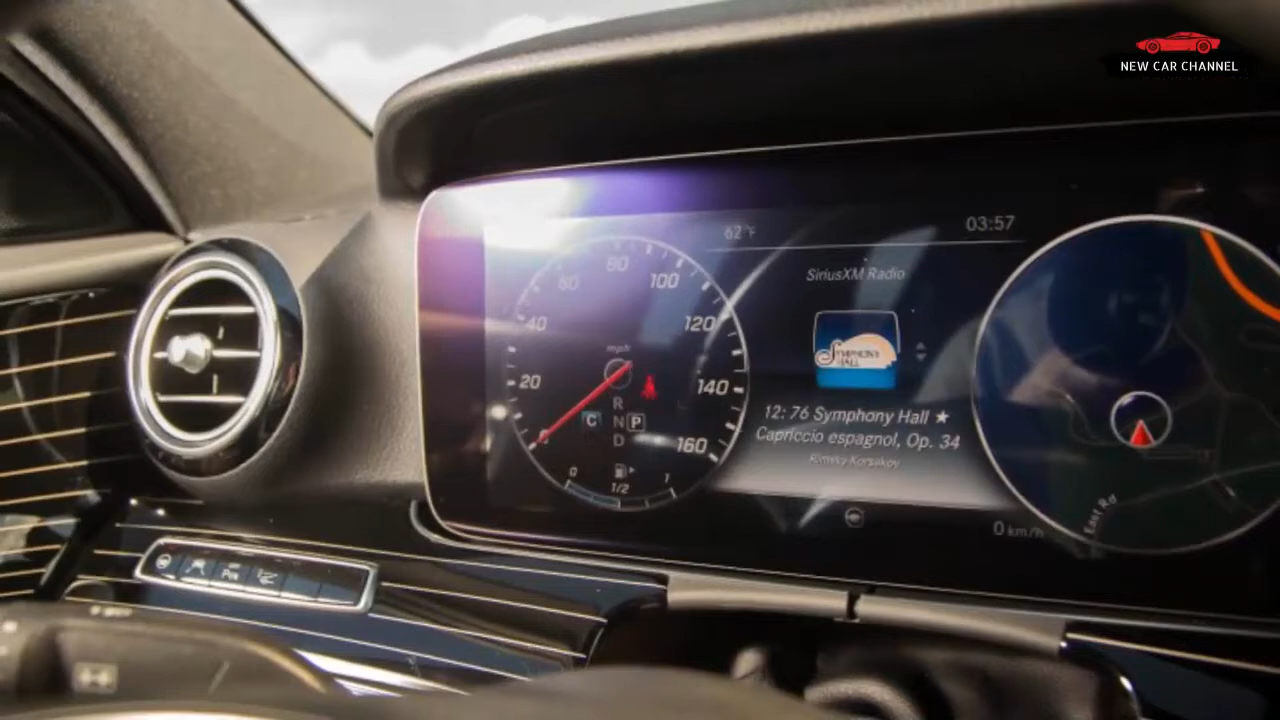 NEW CAR CHANNEL
62°F
03:57
SiriusXM Radio
SYMPHONY
HALL
12: 76 Symphony Hall ★
Capriccio espagnol, Op. 34
Rimsky-Korsakov
0 km/h
East Rd
0
20
40
60
80
100
120
140
160
mph
R
C N P
D
0 1/2 1